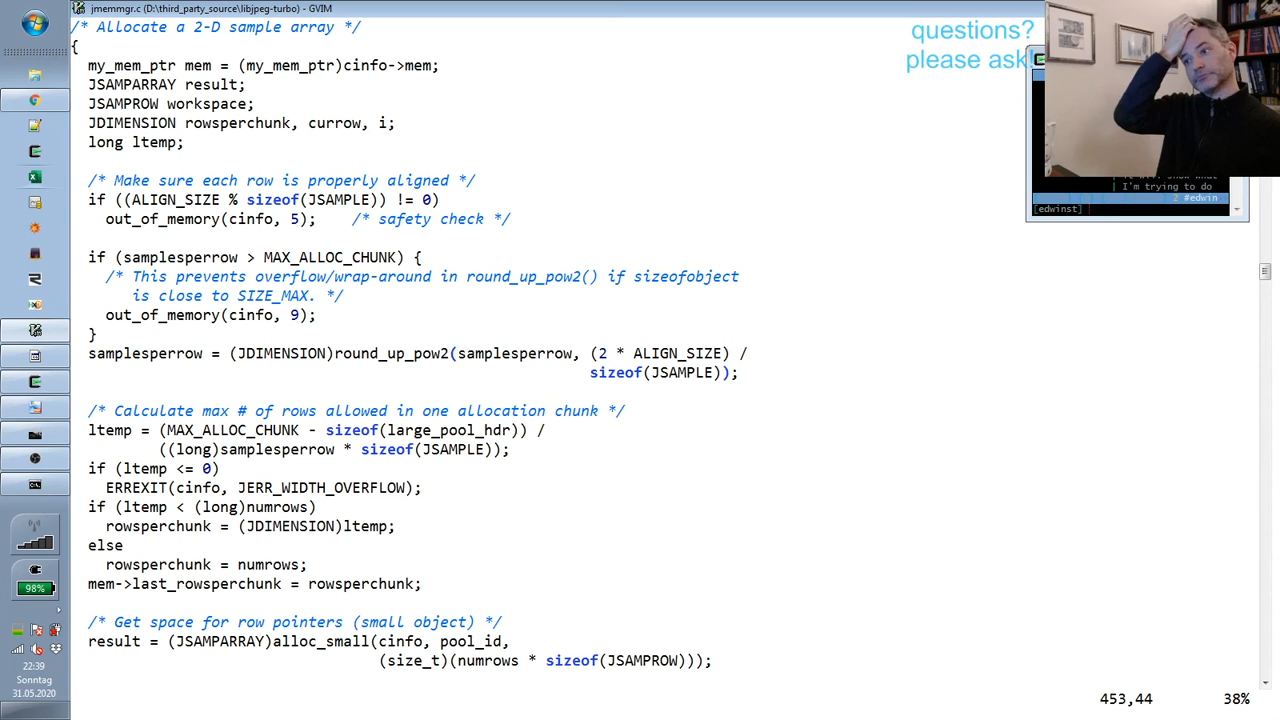 jmemmgr.c (D:\third_party_source\libjpeg-turbo) - GVIM
/* Allocate a 2-D sample array */
{
my_mem_ptr mem = (my_mem_ptr)cinfo->mem;
JSAMPARRAY result;
JSAMPROW workspace;
JDIMENSION rowsperchunk, currow, i;
long ltemp;
/* Make sure each row is properly aligned */
if ((ALIGN_SIZE % sizeof(JSAMPLE)) != 0)
out_of_memory(cinfo, 5);    /* safety check */
if (samplesperrow > MAX_ALLOC_CHUNK) {
/* This prevents overflow/wrap-around in round_up_pow2() if sizeofobject
is close to SIZE_MAX. */
out_of_memory(cinfo, 9);
}
samplesperrow = (JDIMENSION)round_up_pow2(samplesperrow, (2 * ALIGN_SIZE) /
sizeof(JSAMPLE));
/* Calculate max # of rows allowed in one allocation chunk */
ltemp = (MAX_ALLOC_CHUNK - sizeof(large_pool_hdr)) /
((long)samplesperrow * sizeof(JSAMPLE));
if (ltemp <= 0)
ERREXIT(cinfo, JERR_WIDTH_OVERFLOW);
if (ltemp < (long)numrows)
rowsperchunk = (JDIMENSION)ltemp;
else
rowsperchunk = numrows;
mem->last_rowsperchunk = rowsperchunk;
/* Get space for row pointers (small object) */
result = (JSAMPARRAY)alloc_small(cinfo, pool_id,
(size_t)(numrows * sizeof(JSAMPROW)));
453,44 38%
questions?
please ask!
I'm trying to do
2 #edwin
[edwinst]
98%
22:39
Sonntag
31.05.2020